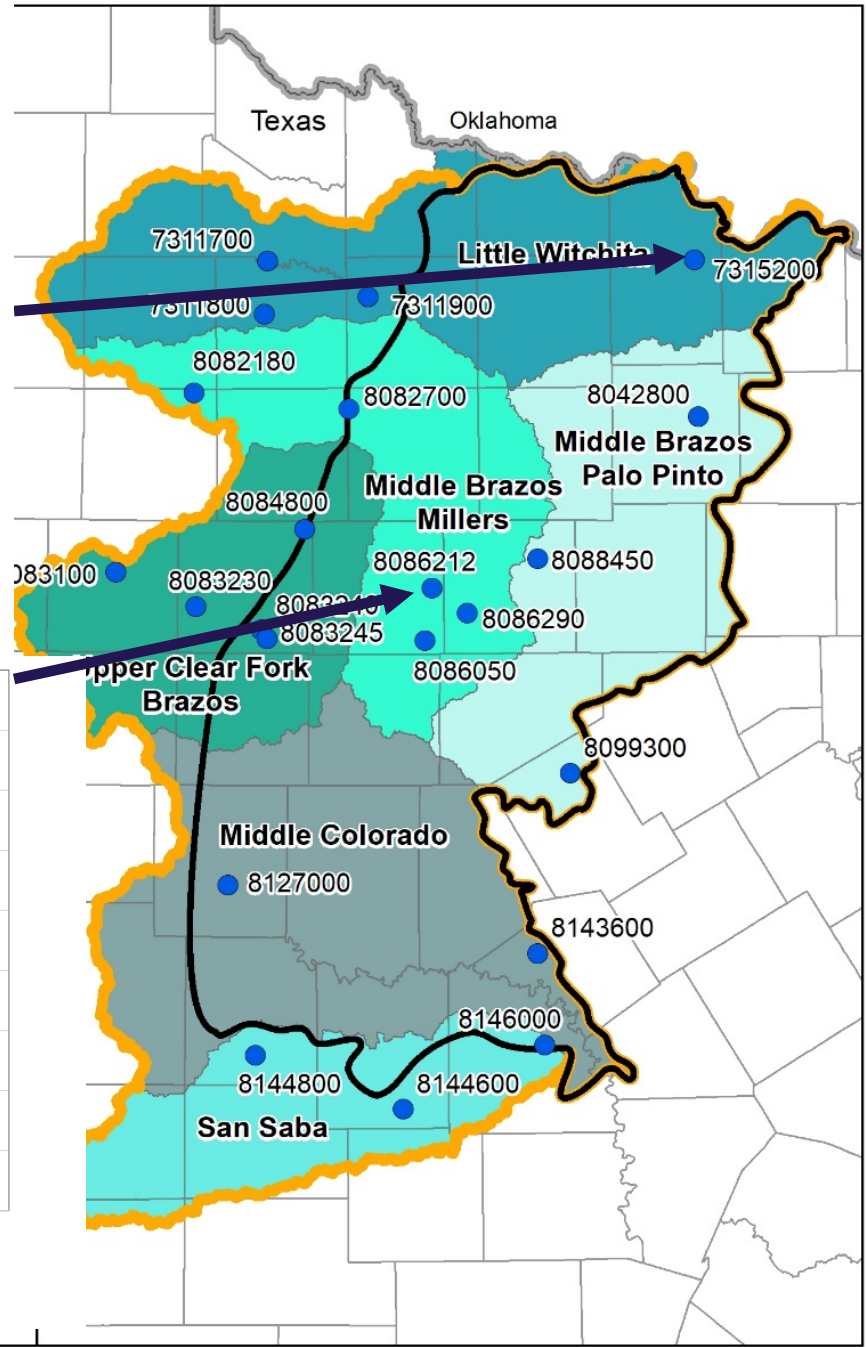 Texas
Oklahoma
7311700
Little Witchita
7315200
7311800
7311900
8082180
8082700
8042800
Middle Brazos
Palo Pinto
Middle Brazos
Millers
8084800
8088450
083100
8083230
8086212
8083240
8083245
8086290
8086050
pper Clear Fork
Brazos
8099300
Middle Colorado
8127000
8143600
8146000
8144800
8144600
San Saba